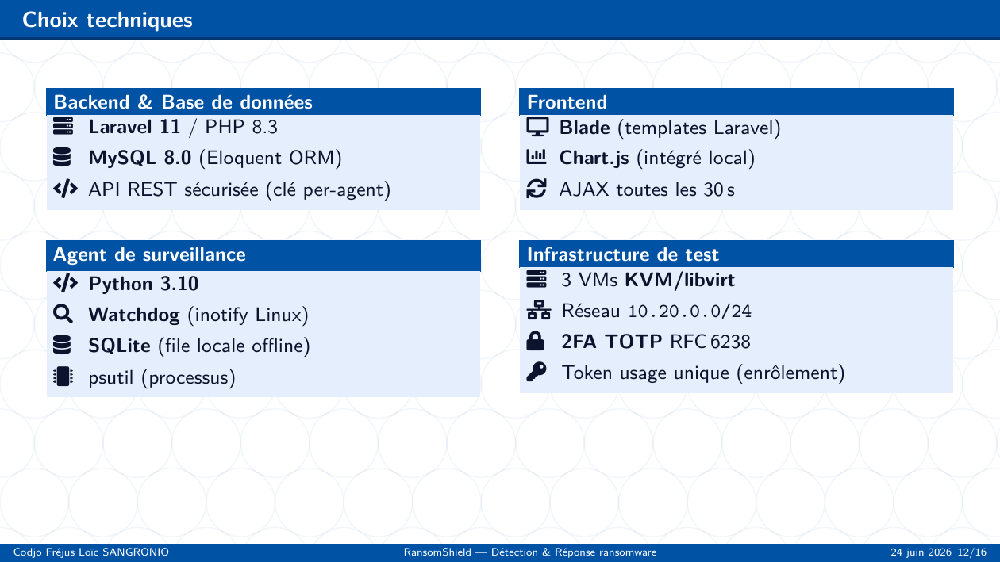 Choix techniques
Backend & Base de données
Laravel 11 / PHP 8.3
MySQL 8.0 (Eloquent ORM)
API REST sécurisée (clé per-agent)
Frontend
Blade (templates Laravel)
Chart.js (intégré local)
AJAX toutes les 30 s
Agent de surveillance
Python 3.10
Watchdog (inotify Linux)
SQLite (file locale offline)
psutil (processus)
Infrastructure de test
3 VMs KVM/libvirt
Réseau 10.20.0.0/24
2FA TOTP RFC 6238
Token usage unique (enrôlement)
Codjo Fréjus Loïc SANGRONIO
RansomShield — Détection & Réponse ransomware
24 juin 2026 12/16